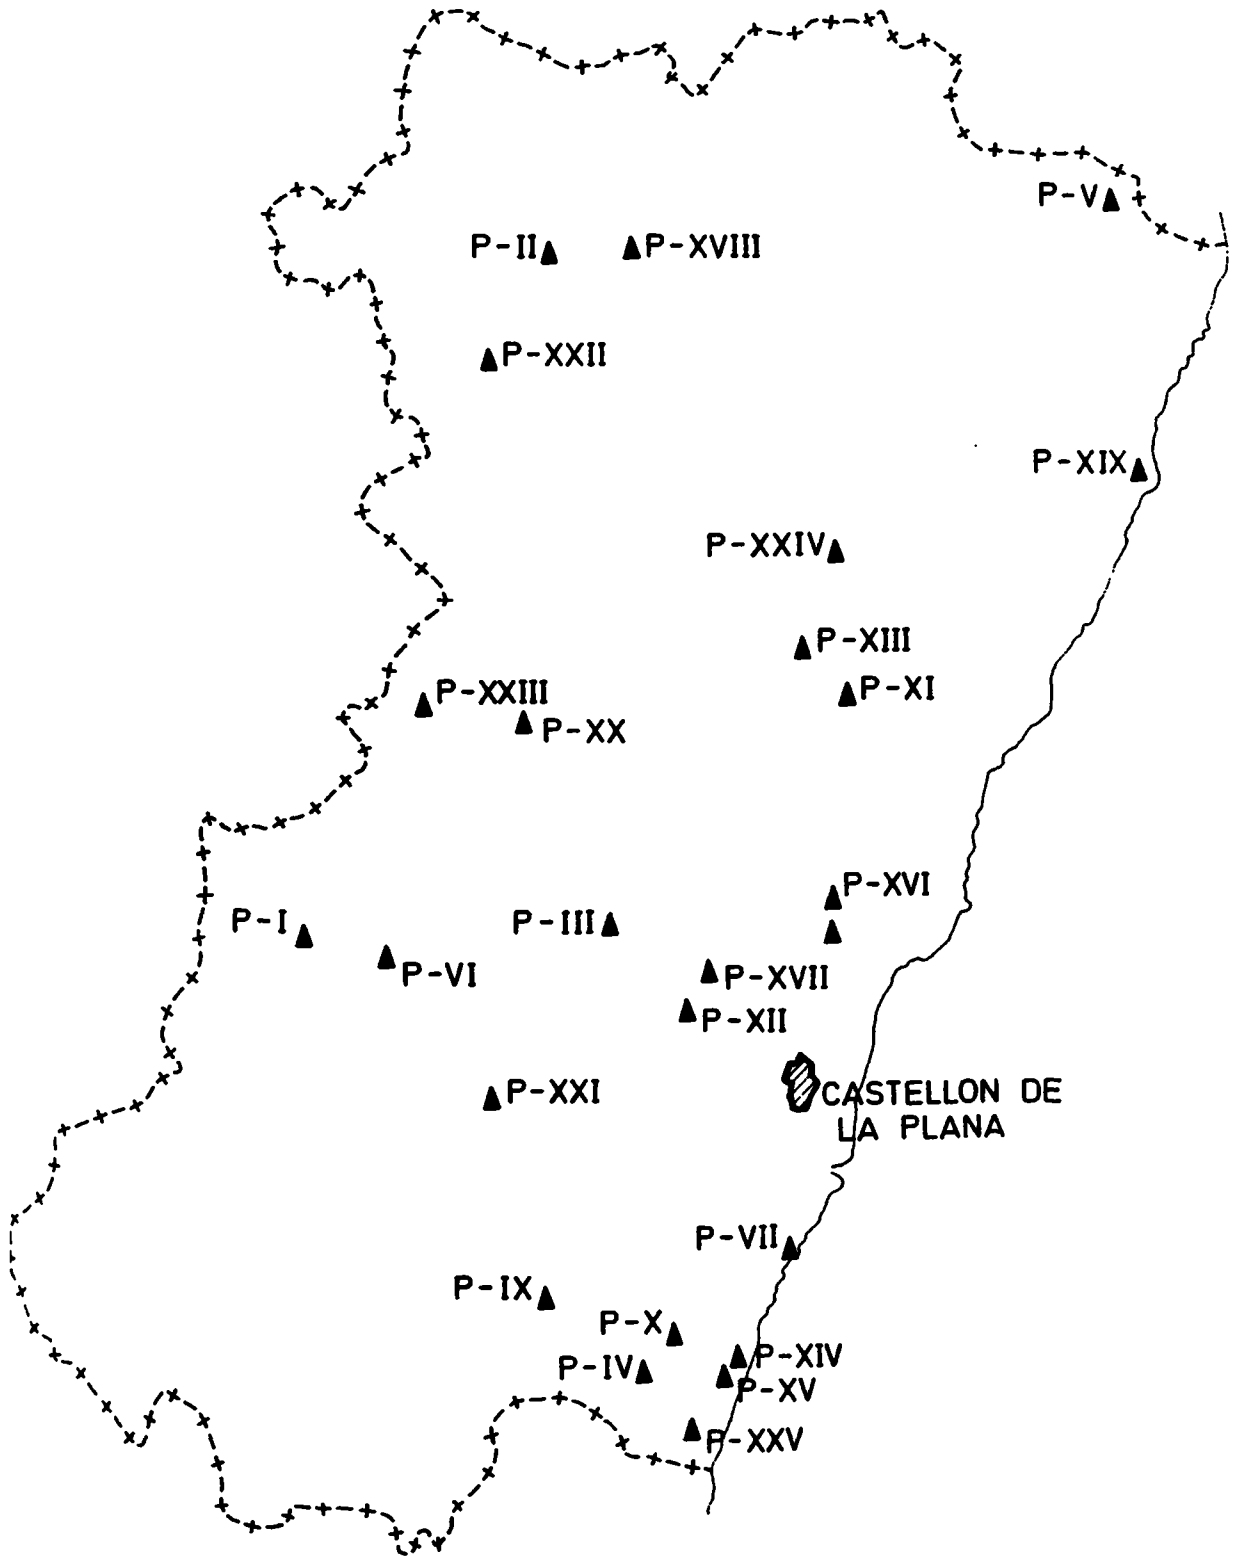 P-V
P-II
P-XVIII
P-XXII
P-XIX
P-XXIV
P-XIII
P-XI
P-XXIII
P-XX
P-XVI
P-I
P-III
P-VI
P-XVII
P-XII
P-XXI
CASTELLON DE
LA PLANA
P-VII
P-IX
P-X
P-XIV
P-IV
P-XV
P-XXV